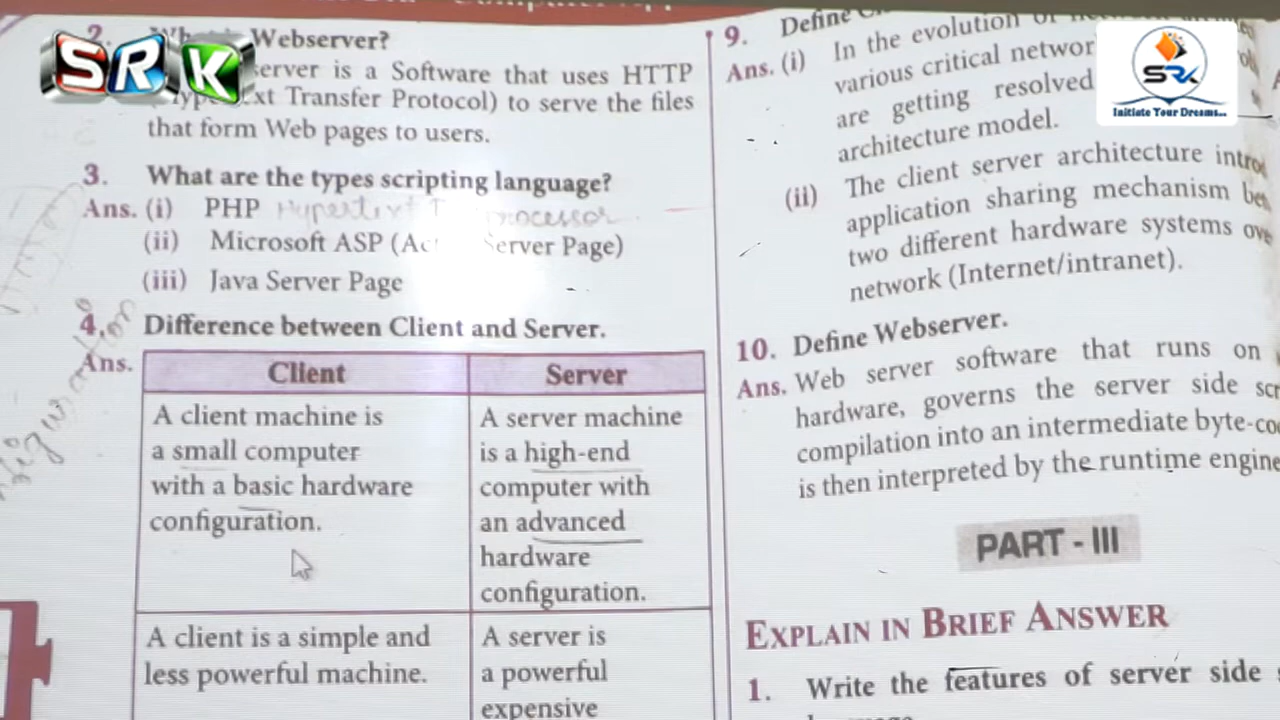 SRK
2. Webserver?
server is a Software that uses HTTP
Transfer Protocol) to serve the files
that form Web pages to users.
3. What are the types scripting language?
Ans. (i) PHP Hypertext processor
(ii) Microsoft ASP ( Server Page)
(iii) Java Server Page
4. Difference between Client and Server.
Ans.
Client Server
A client machine is
a small computer
with a basic hardware
configuration.
A server machine
is a high-end
computer with
an advanced
hardware
configuration.
A client is a simple and
less powerful machine.
A server is
a powerful
expensive
9. Define
Ans. (i) In the evolution of
various critical
are getting resolved
architecture model.
(ii) The client server architecture
application sharing mechanism
two different hardware systems
network (Internet/intranet).
10. Define Webserver.
Ans. Web server software that runs on
hardware, governs the server side
compilation into an intermediate
is then interpreted by the runtime engine
PART - III
EXPLAIN IN BRIEF ANSWER
1. Write the features of server side
SRK
Initiate Your Dreams...